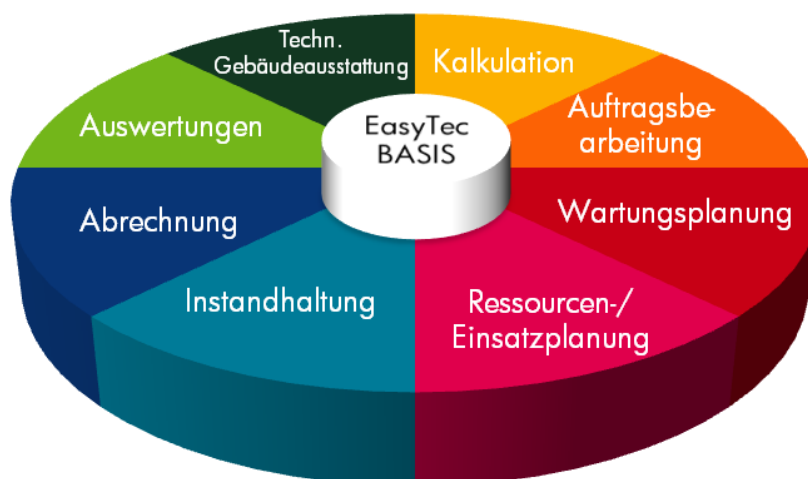 Techn.
Gebäudeausstattung
Kalkulation
Auftragsbe-
arbeitung
Wartungsplanung
Ressourcen-/
Einsatzplanung
Instandhaltung
Abrechnung
Auswertungen
EasyTec
BASIS